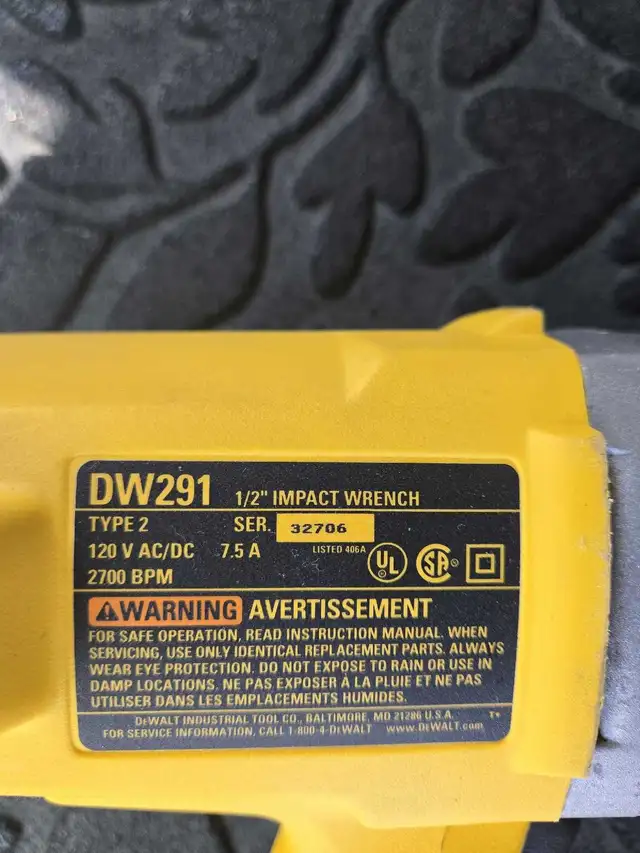 DW291 1/2" IMPACT WRENCH
TYPE 2 SER. 32706
120 V AC/DC 7.5 A LISTED 406A UL C SA ®
2700 BPM
WARNING AVERTISSEMENT
FOR SAFE OPERATION, READ INSTRUCTION MANUAL. WHEN
SERVICING, USE ONLY IDENTICAL REPLACEMENT PARTS. ALWAYS
WEAR EYE PROTECTION. DO NOT EXPOSE TO RAIN OR USE IN
DAMP LOCATIONS. NE PAS EXPOSER À LA PLUIE ET NE PAS
UTILISER DANS LES EMPLACEMENTS HUMIDES.
DEWALT INDUSTRIAL TOOL CO., BALTIMORE, MD 21286 U.S.A. T+
FOR SERVICE INFORMATION, CALL 1-800-4-DEWALT www.DEWALT.com